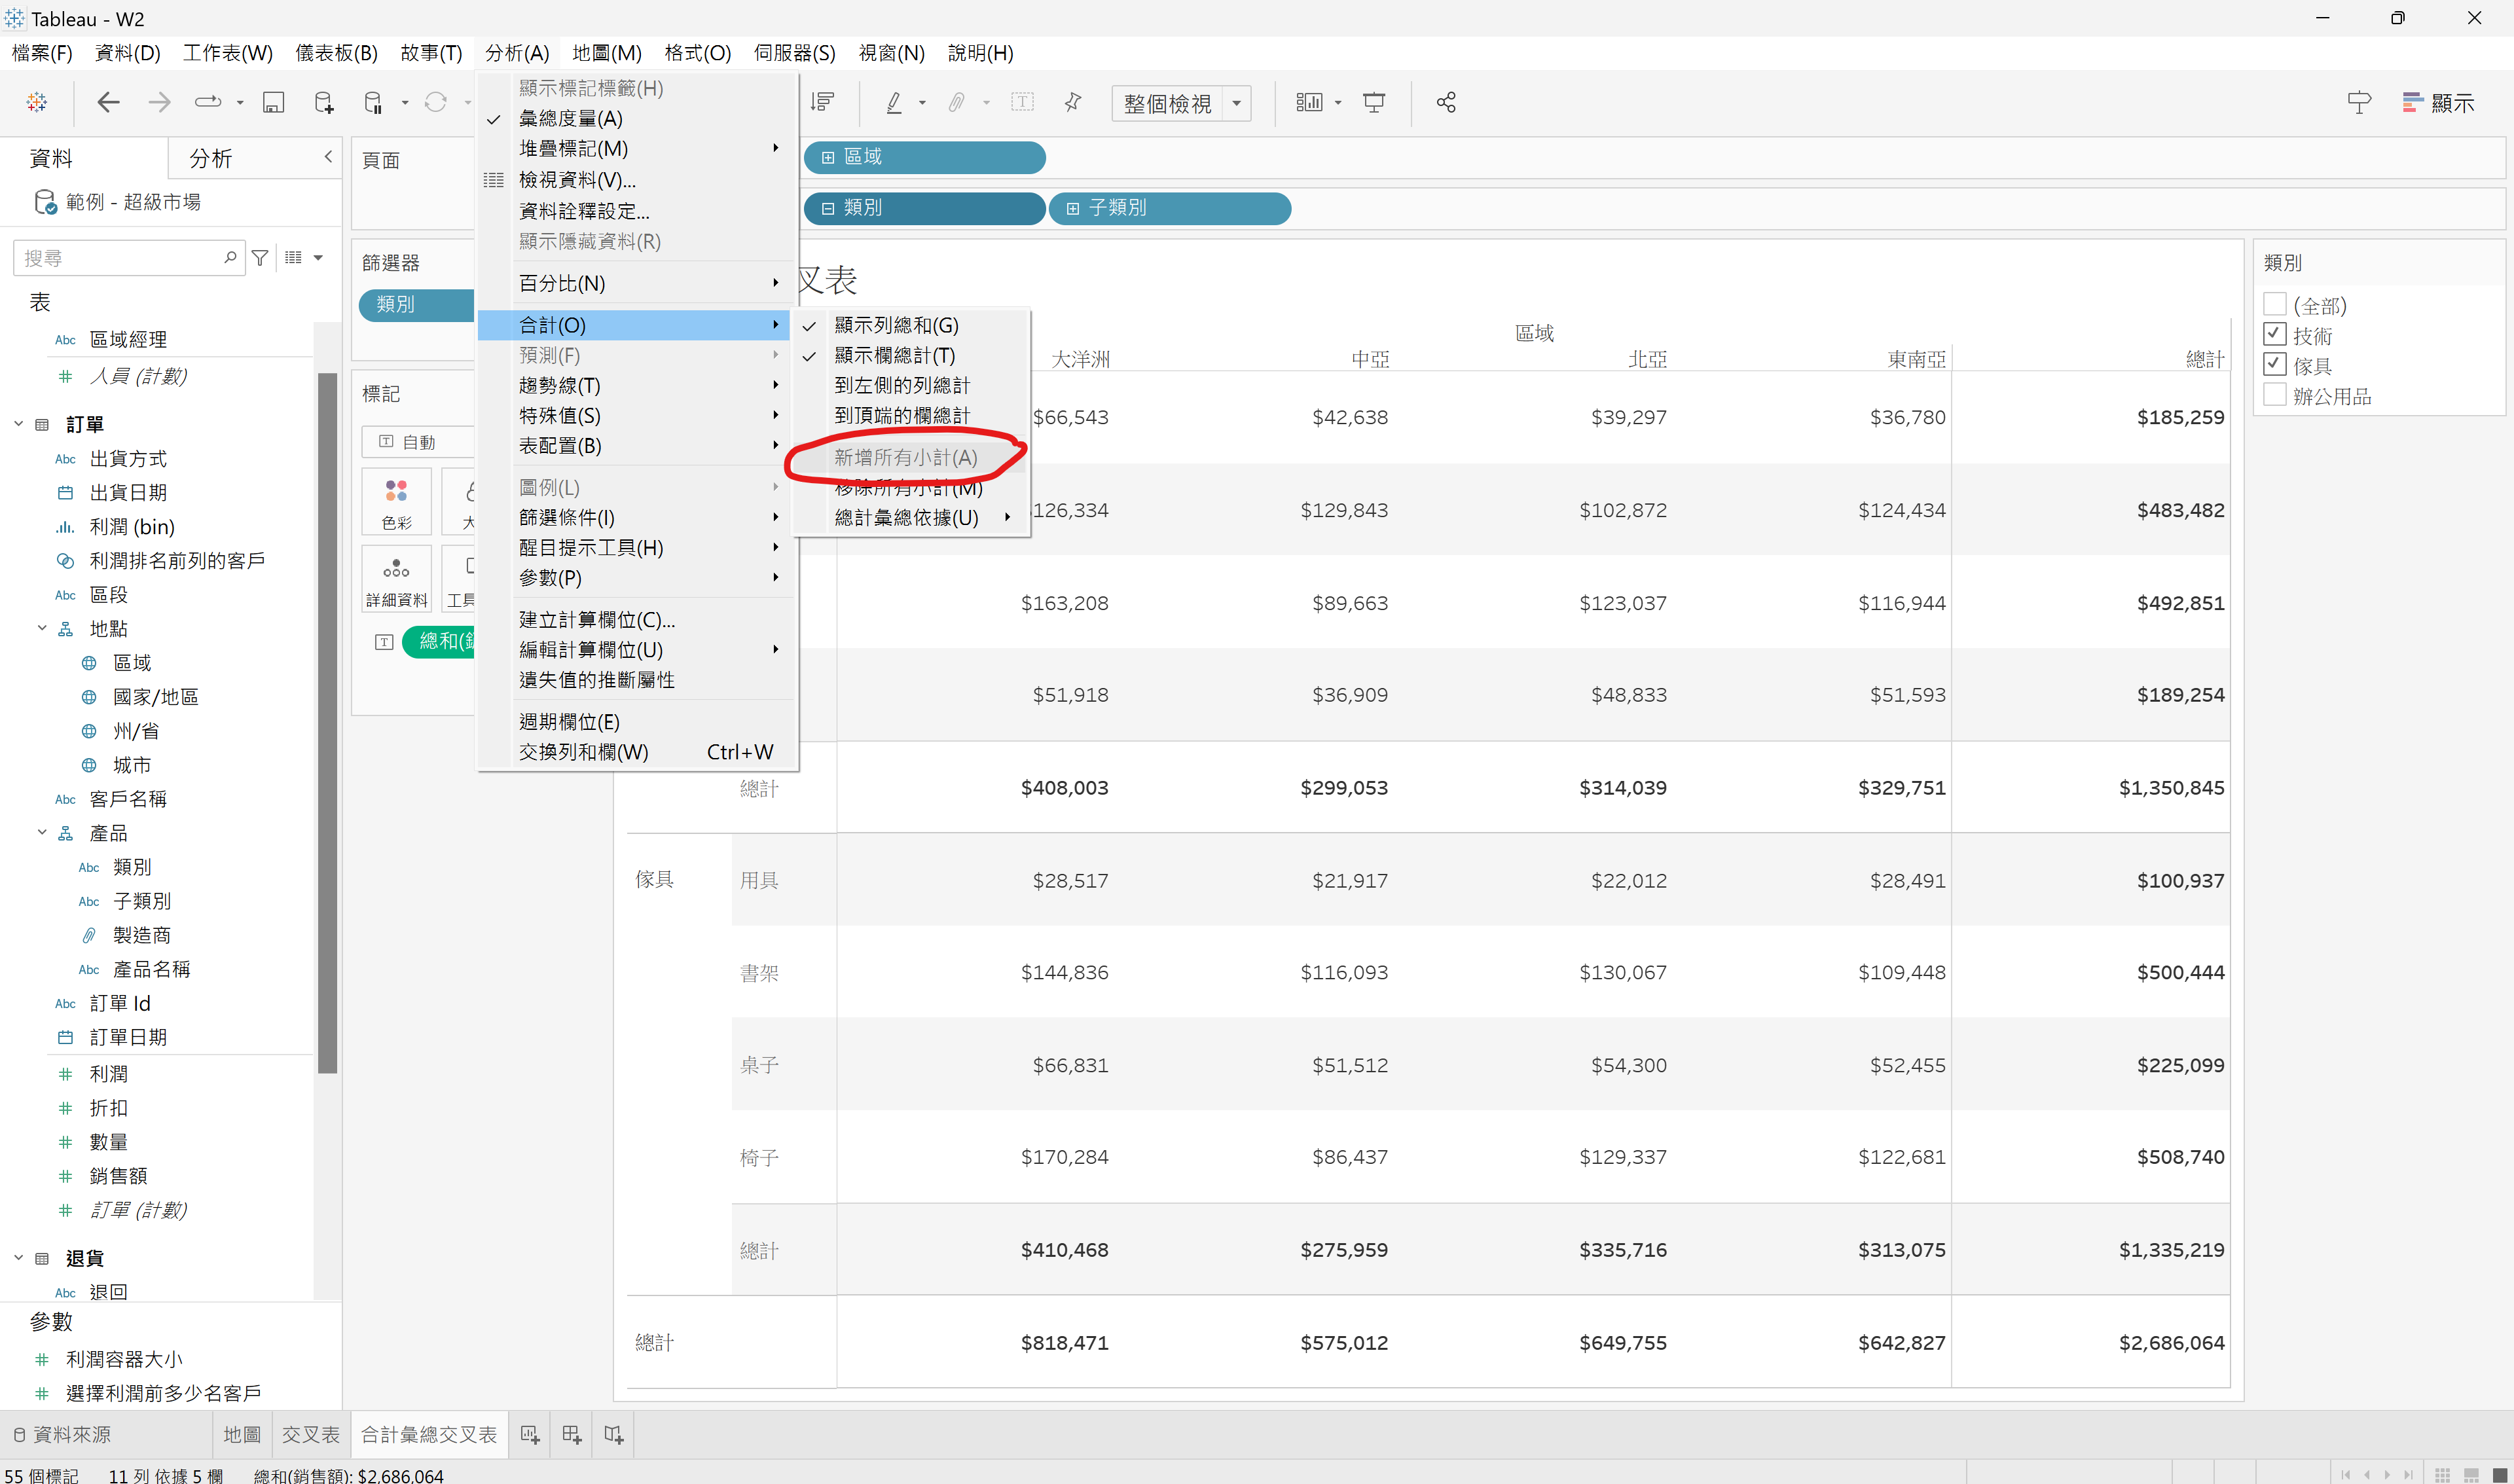 Tableau - W2
檔案(F) 資料(D) 工作表(W) 儀表板(B) 故事(T) 分析(A) 地圖(M) 格式(O) 伺服器(S) 視窗(N) 說明(H)
整個檢視
顯示
資料
分析
範例 - 超級市場
搜尋
表
Abc 區域經理
人員 (計數)
訂單
Abc 出貨方式
出貨日期
利潤 (bin)
利潤排名前列的客戶
Abc 區段
地點
區域
國家/地區
州/省
城市
Abc 客戶名稱
產品
Abc 類別
Abc 子類別
製造商
Abc 產品名稱
Abc 訂單 Id
訂單日期
利潤
折扣
數量
銷售額
訂單 (計數)
退貨
Abc 退回
參數
利潤容器大小
選擇利潤前多少名客戶
頁面
篩選器
類別
標記
自動
色彩
大
詳細資料
工具
總和(銷
顯示標記標籤(H)
彙總度量(A)
堆疊標記(M)
檢視資料(V)...
資料詮釋設定...
顯示隱藏資料(R)
百分比(N)
合計(O)
預測(F)
趨勢線(T)
特殊值(S)
表配置(B)
圖例(L)
篩選條件(I)
醒目提示工具(H)
參數(P)
建立計算欄位(C)...
編輯計算欄位(U)
遺失值的推斷屬性
週期欄位(E)
交換列和欄(W) Ctrl+W
顯示列總和(G)
顯示欄總計(T)
到左側的列總計
到頂端的欄總計
新增所有小計(A)
移除所有小計(M)
總計彙總依據(U)
區域
類別 子類別
叉表
區域
大洋洲 中亞 北亞 東南亞 總計
$66,543 $42,638 $39,297 $36,780 $185,259
126,334 $129,843 $102,872 $124,434 $483,482
$163,208 $89,663 $123,037 $116,944 $492,851
$51,918 $36,909 $48,833 $51,593 $189,254
總計 $408,003 $299,053 $314,039 $329,751 $1,350,845
傢具 用具 $28,517 $21,917 $22,012 $28,491 $100,937
書架 $144,836 $116,093 $130,067 $109,448 $500,444
桌子 $66,831 $51,512 $54,300 $52,455 $225,099
椅子 $170,284 $86,437 $129,337 $122,681 $508,740
總計 $410,468 $275,959 $335,716 $313,075 $1,335,219
總計 $818,471 $575,012 $649,755 $642,827 $2,686,064
類別
(全部)
技術
傢具
辦公用品
資料來源 地圖 交叉表 合計彙總交叉表
55 個標記 11 列 依據 5 欄 總和(銷售額): $2,686,064